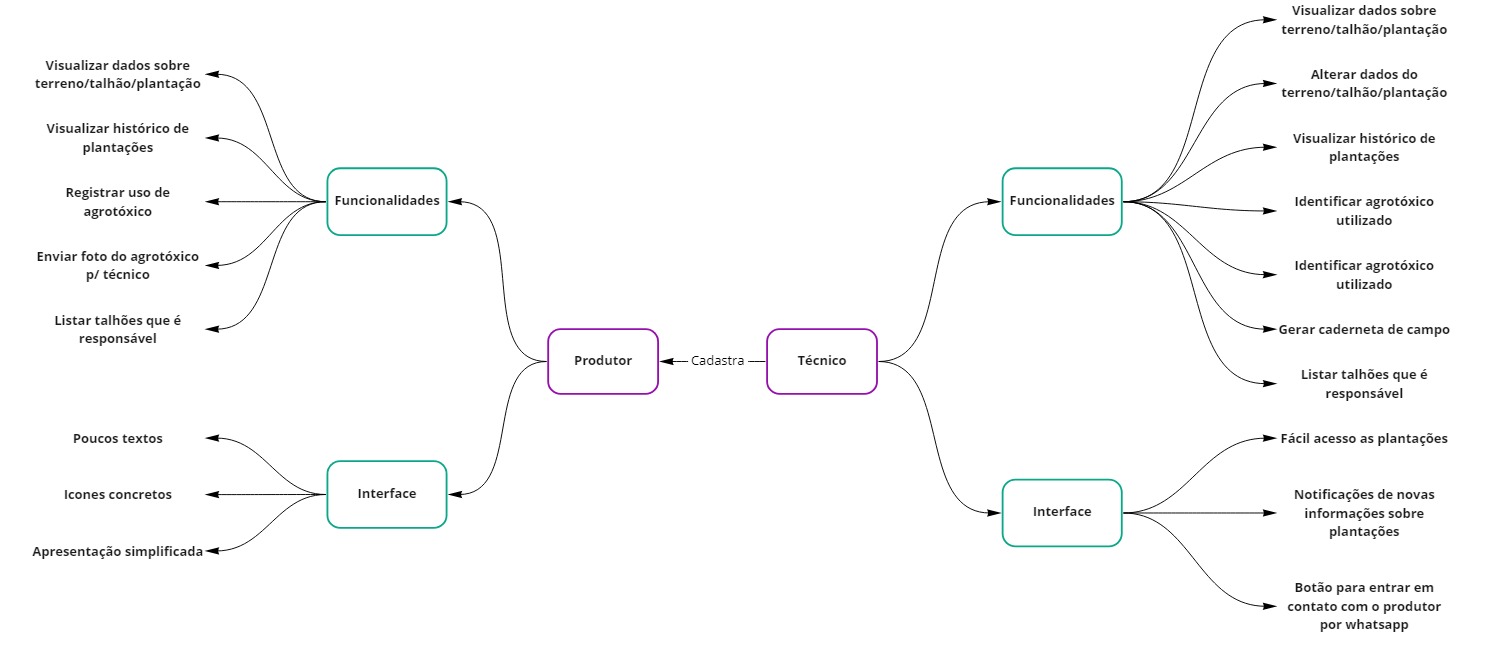 Visualizar dados sobre
terreno/talhão/plantação
Visualizar histórico de
plantações
Registrar uso de
agrotóxico
Enviar foto do agrotóxico
p/ técnico
Listar talhões que é
responsável
Funcionalidades
Poucos textos
Icones concretos
Apresentação simplificada
Interface
Produtor
Cadastra
Técnico
Funcionalidades
Visualizar dados sobre
terreno/talhão/plantação
Alterar dados do
terreno/talhão/plantação
Visualizar histórico de
plantações
Identificar agrotóxico
utilizado
Identificar agrotóxico
utilizado
Gerar caderneta de campo
Listar talhões que é
responsável
Interface
Fácil acesso as plantações
Notificações de novas
informações sobre
plantações
Botão para entrar em
contato com o produtor
por whatsapp